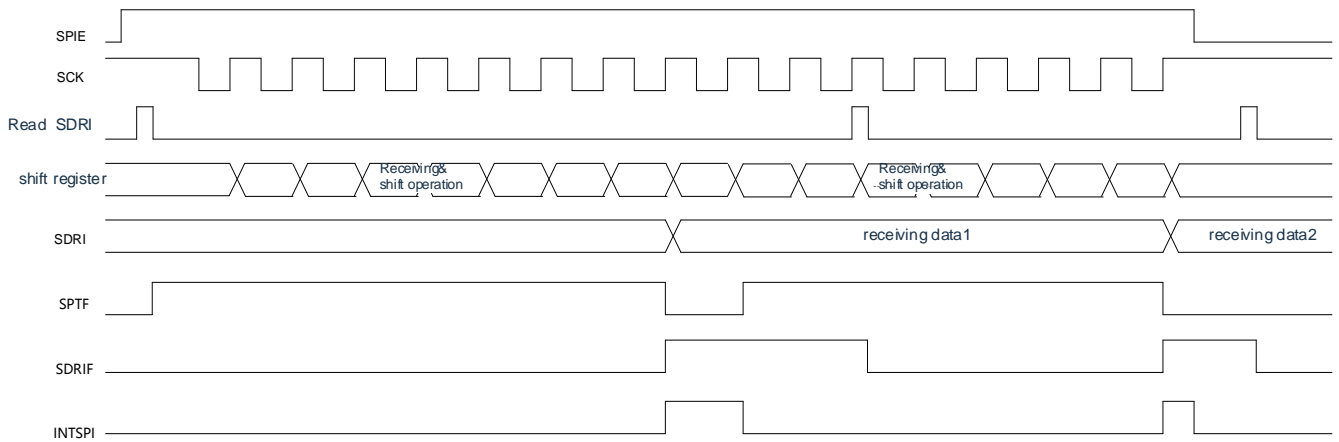 SPIE
SCK
Read SDRI
shift register
Receiving&
shift operation
Receiving&
shift operation
SDRI
receiving data1
receiving data2
SPTF
SDRIF
INTSPI